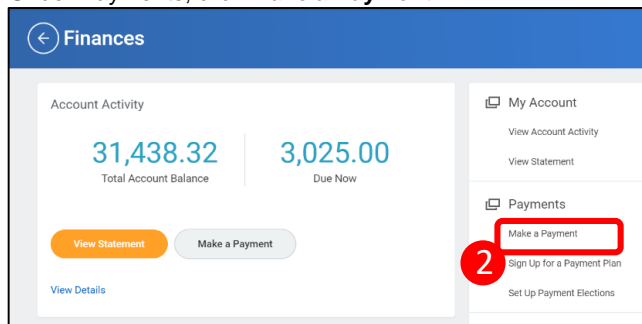 Finances
Account Activity
31,438.32
Total Account Balance
3,025.00
Due Now
View Statement
Make a Payment
View Details
My Account
View Account Activity
View Statement
Payments
Make a Payment
2
Sign Up for a Payment Plan
Set Up Payment Elections